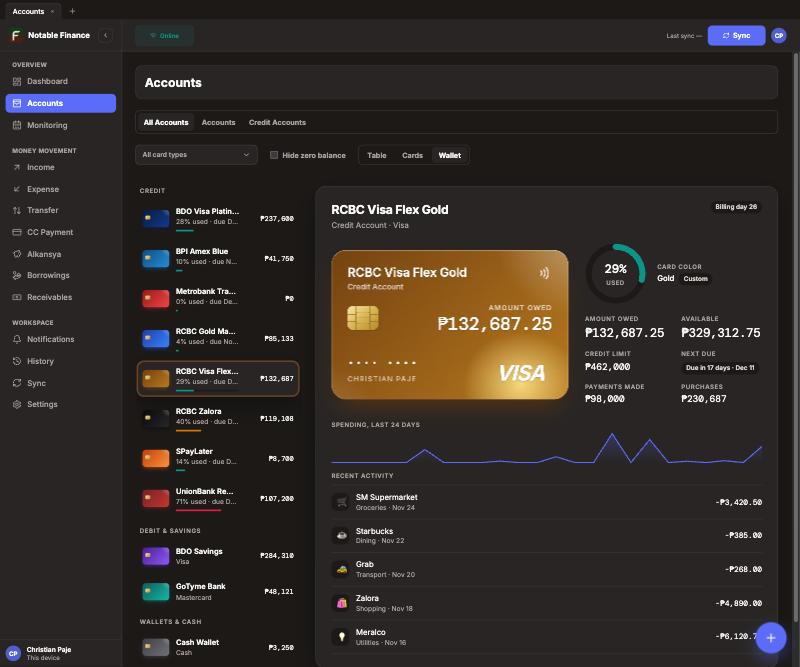 Accounts
Notable Finance
Online
Last sync —
Sync
CP
OVERVIEW
Dashboard
Accounts
Monitoring
MONEY MOVEMENT
Income
Expense
Transfer
CC Payment
Alkansya
Borrowings
Receivables
WORKSPACE
Notifications
History
Sync
Settings
CP
Christian Paje
This device
Accounts
All Accounts
Accounts
Credit Accounts
All card types
Hide zero balance
Table
Cards
Wallet
CREDIT
BDO Visa Platin...
28% used · due D...
₱237,600
BPI Amex Blue
10% used · due N...
₱41,750
Metrobank Tra...
0% used · due De...
₱0
RCBC Gold Ma...
4% used · due No...
₱85,133
RCBC Visa Flex...
29% used · due D...
₱132,687
RCBC Zalora
40% used · due D...
₱119,108
SPayLater
14% used · due D...
₱8,700
UnionBank Re...
71% used · due D...
₱107,200
DEBIT & SAVINGS
BDO Savings
Visa
₱284,310
GoTyme Bank
Mastercard
₱48,121
WALLETS & CASH
Cash Wallet
Cash
₱3,250
RCBC Visa Flex Gold
Credit Account · Visa
Billing day 26
RCBC Visa Flex Gold
Credit Account
AMOUNT OWED
₱132,687.25
•••• ••••
CHRISTIAN PAJE
VISA
29%
USED
CARD COLOR
Gold
Custom
AMOUNT OWED
₱132,687.25
AVAILABLE
₱329,312.75
CREDIT LIMIT
₱462,000
NEXT DUE
Due in 17 days · Dec 11
PAYMENTS MADE
₱98,000
PURCHASES
₱230,687
SPENDING, LAST 24 DAYS
RECENT ACTIVITY
SM Supermarket
Groceries · Nov 24
-₱3,420.50
Starbucks
Dining · Nov 22
-₱385.00
Grab
Transport · Nov 20
-₱268.00
Zalora
Shopping · Nov 18
-₱4,890.00
Meralco
Utilities · Nov 16
-₱6,120.7